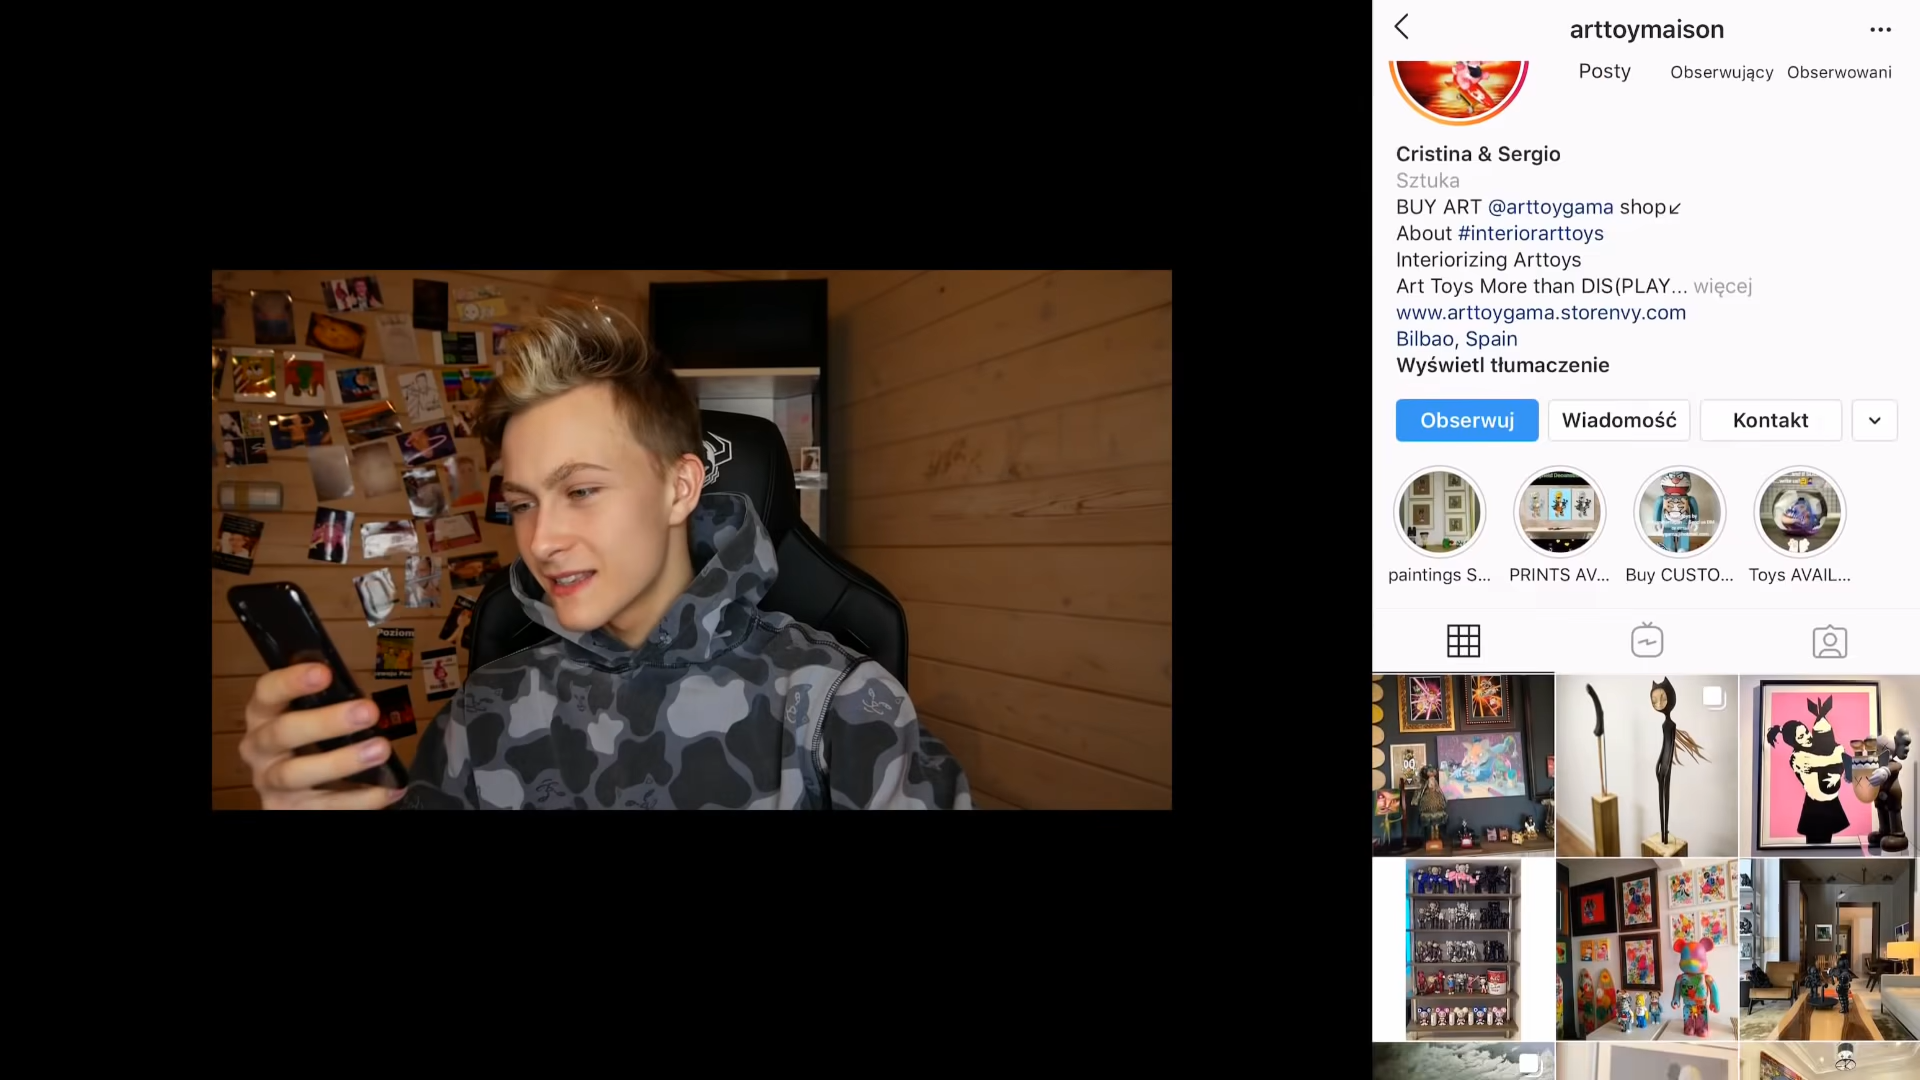 arttoymaison
Posty Obserwujący Obserwowani
Cristina & Sergio
Sztuka
BUY ART @arttoygama shop↙
About #interiorarttoys
Interiorizing Arttoys
Art Toys More than DIS(PLAY... więcej
www.arttoygama.storenvy.com
Bilbao, Spain
Wyświetl tłumaczenie
Obserwuj Wiadomość Kontakt
paintings S... PRINTS AV... Buy CUSTO... Toys AVAIL...
Poziom